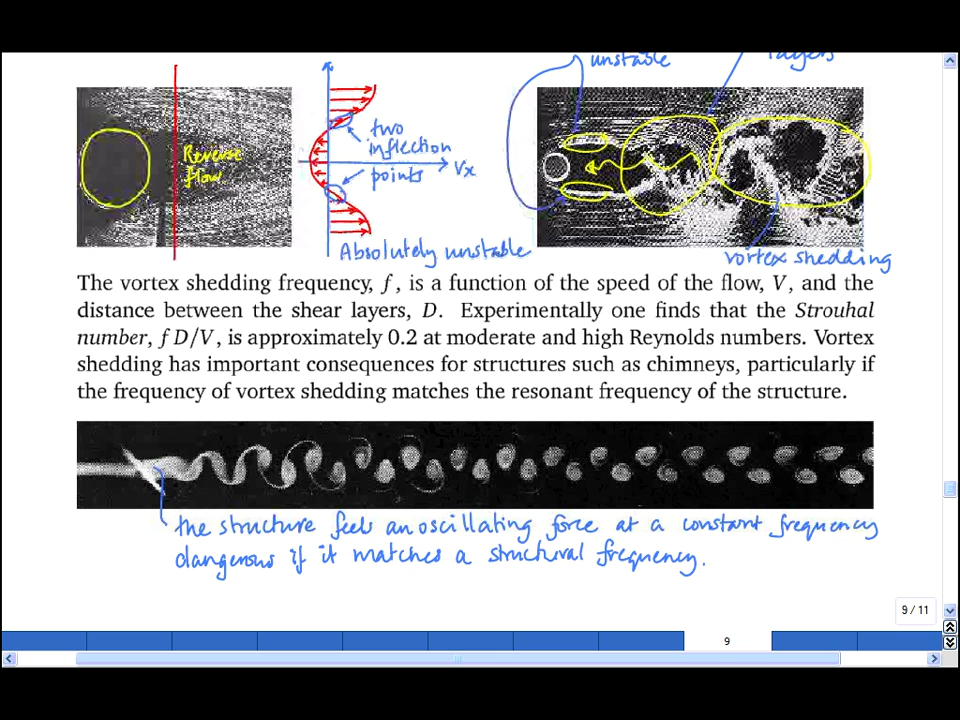 unstable
layers
Reverse
flow
two
inflection
points
Vx
Absolutely unstable
vortex shedding
The vortex shedding frequency, f, is a function of the speed of the flow, V, and the
distance between the shear layers, D. Experimentally one finds that the Strouhal
number, f D/V, is approximately 0.2 at moderate and high Reynolds numbers. Vortex
shedding has important consequences for structures such as chimneys, particularly if
the frequency of vortex shedding matches the resonant frequency of the structure.
the structure feels an oscillating force at a constant frequency
dangerous if it matches a structural frequency.
9 / 11
9